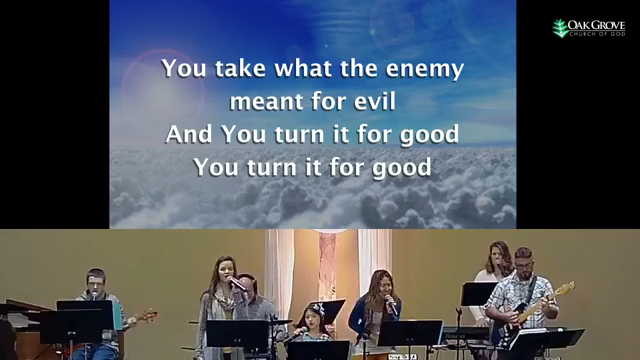 OAK GROVE
CHURCH OF GOD
You take what the enemy
meant for evil
And You turn it for good
You turn it for good